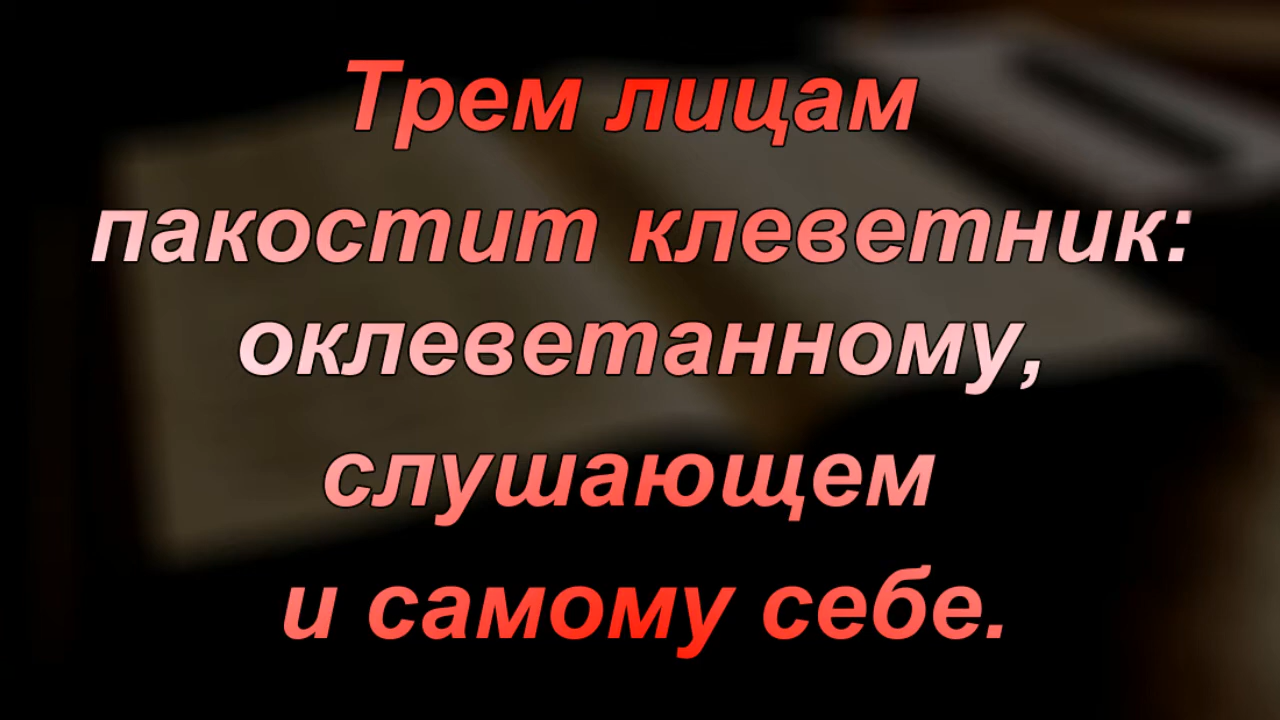 Трем лицам
пакостит клеветник:
оклеветанному,
слушающем
и самому себе.